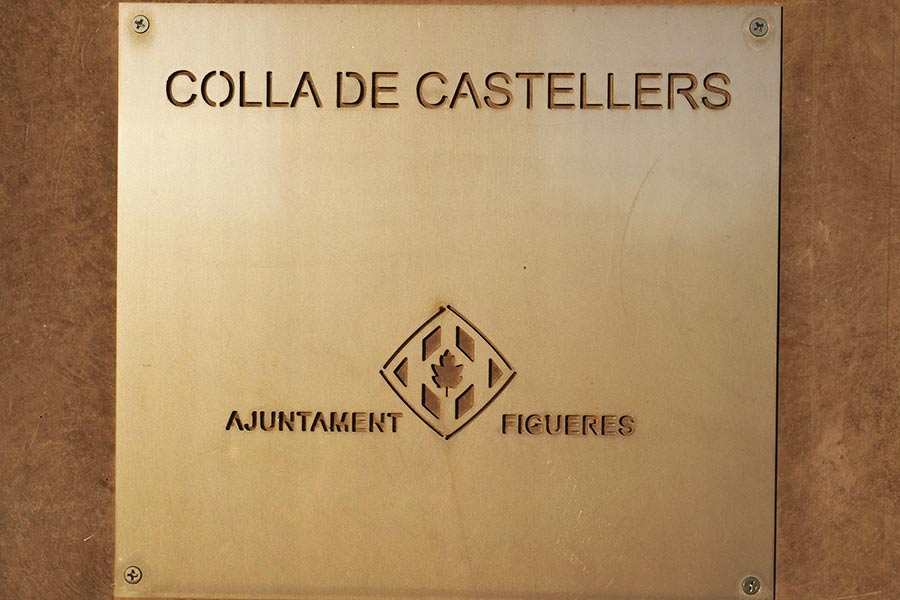 COLLA DE CASTELLERS
AJUNTAMENT FIGUERES